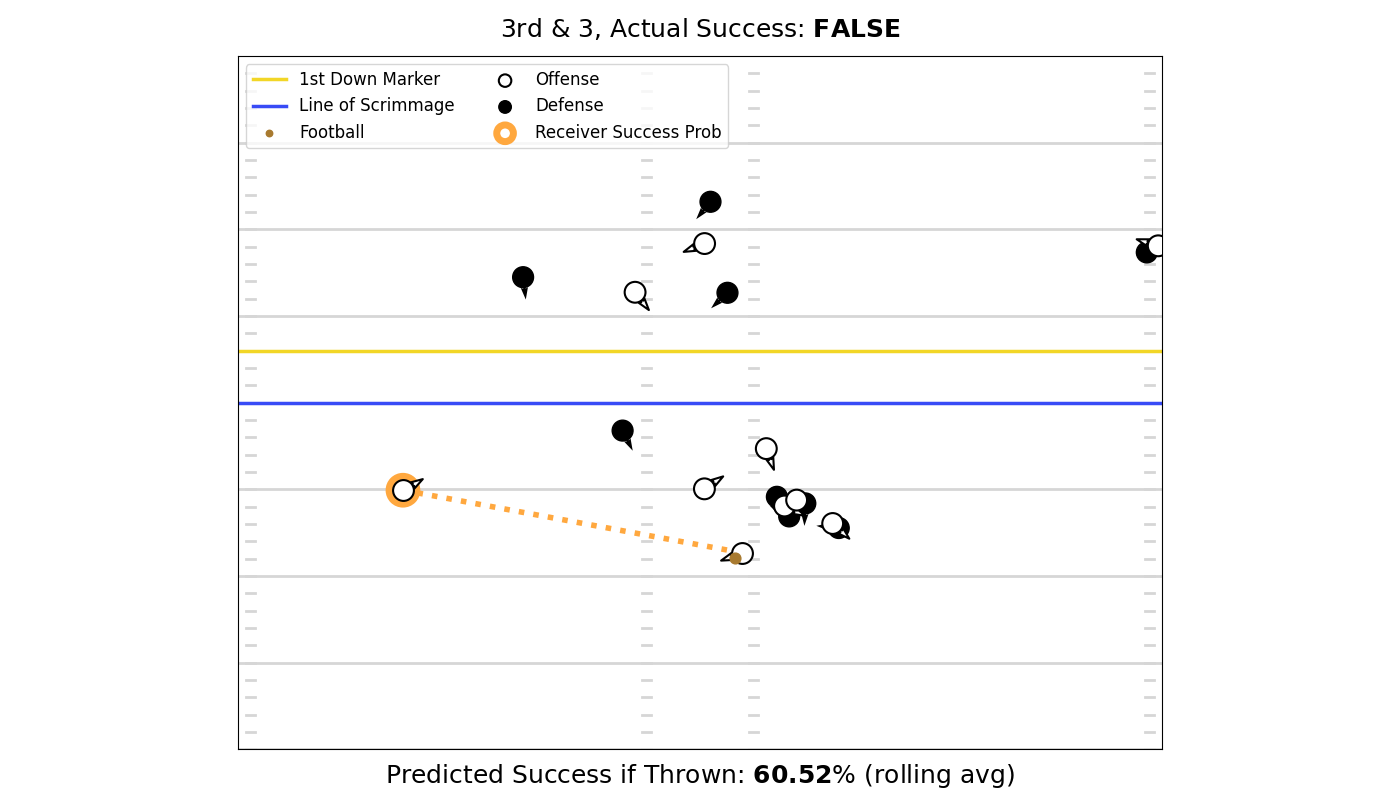 3rd & 3, Actual Success: FALSE
1st Down Marker
Line of Scrimmage
Football
Offense
Defense
Receiver Success Prob
Predicted Success if Thrown: 60.52% (rolling avg)